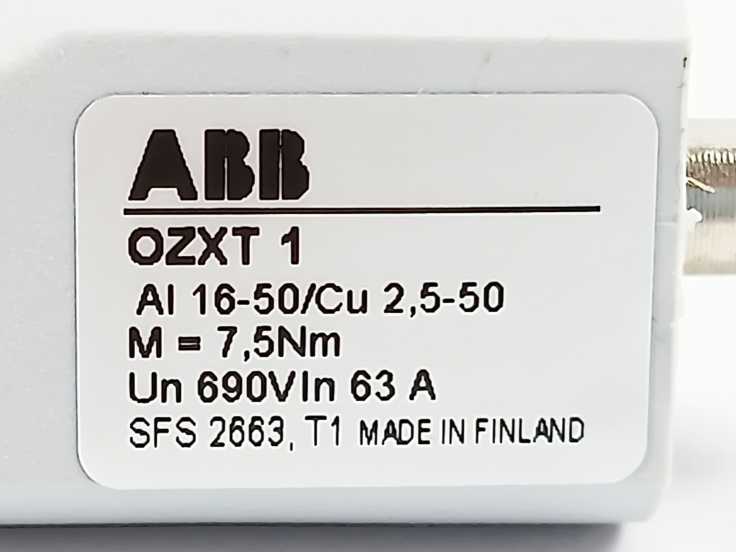 ABB
OZXT 1
Al 16-50/Cu 2,5-50
M = 7,5Nm
Un 690VIn 63 A
SFS 2663, T1 MADE IN FINLAND